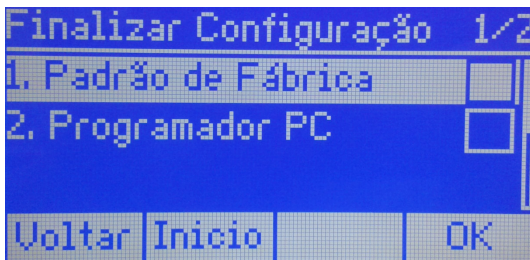 Finalizar Configuração 1/2
1. Padrão de Fábrica
2. Programador PC
Voltar Inicio OK